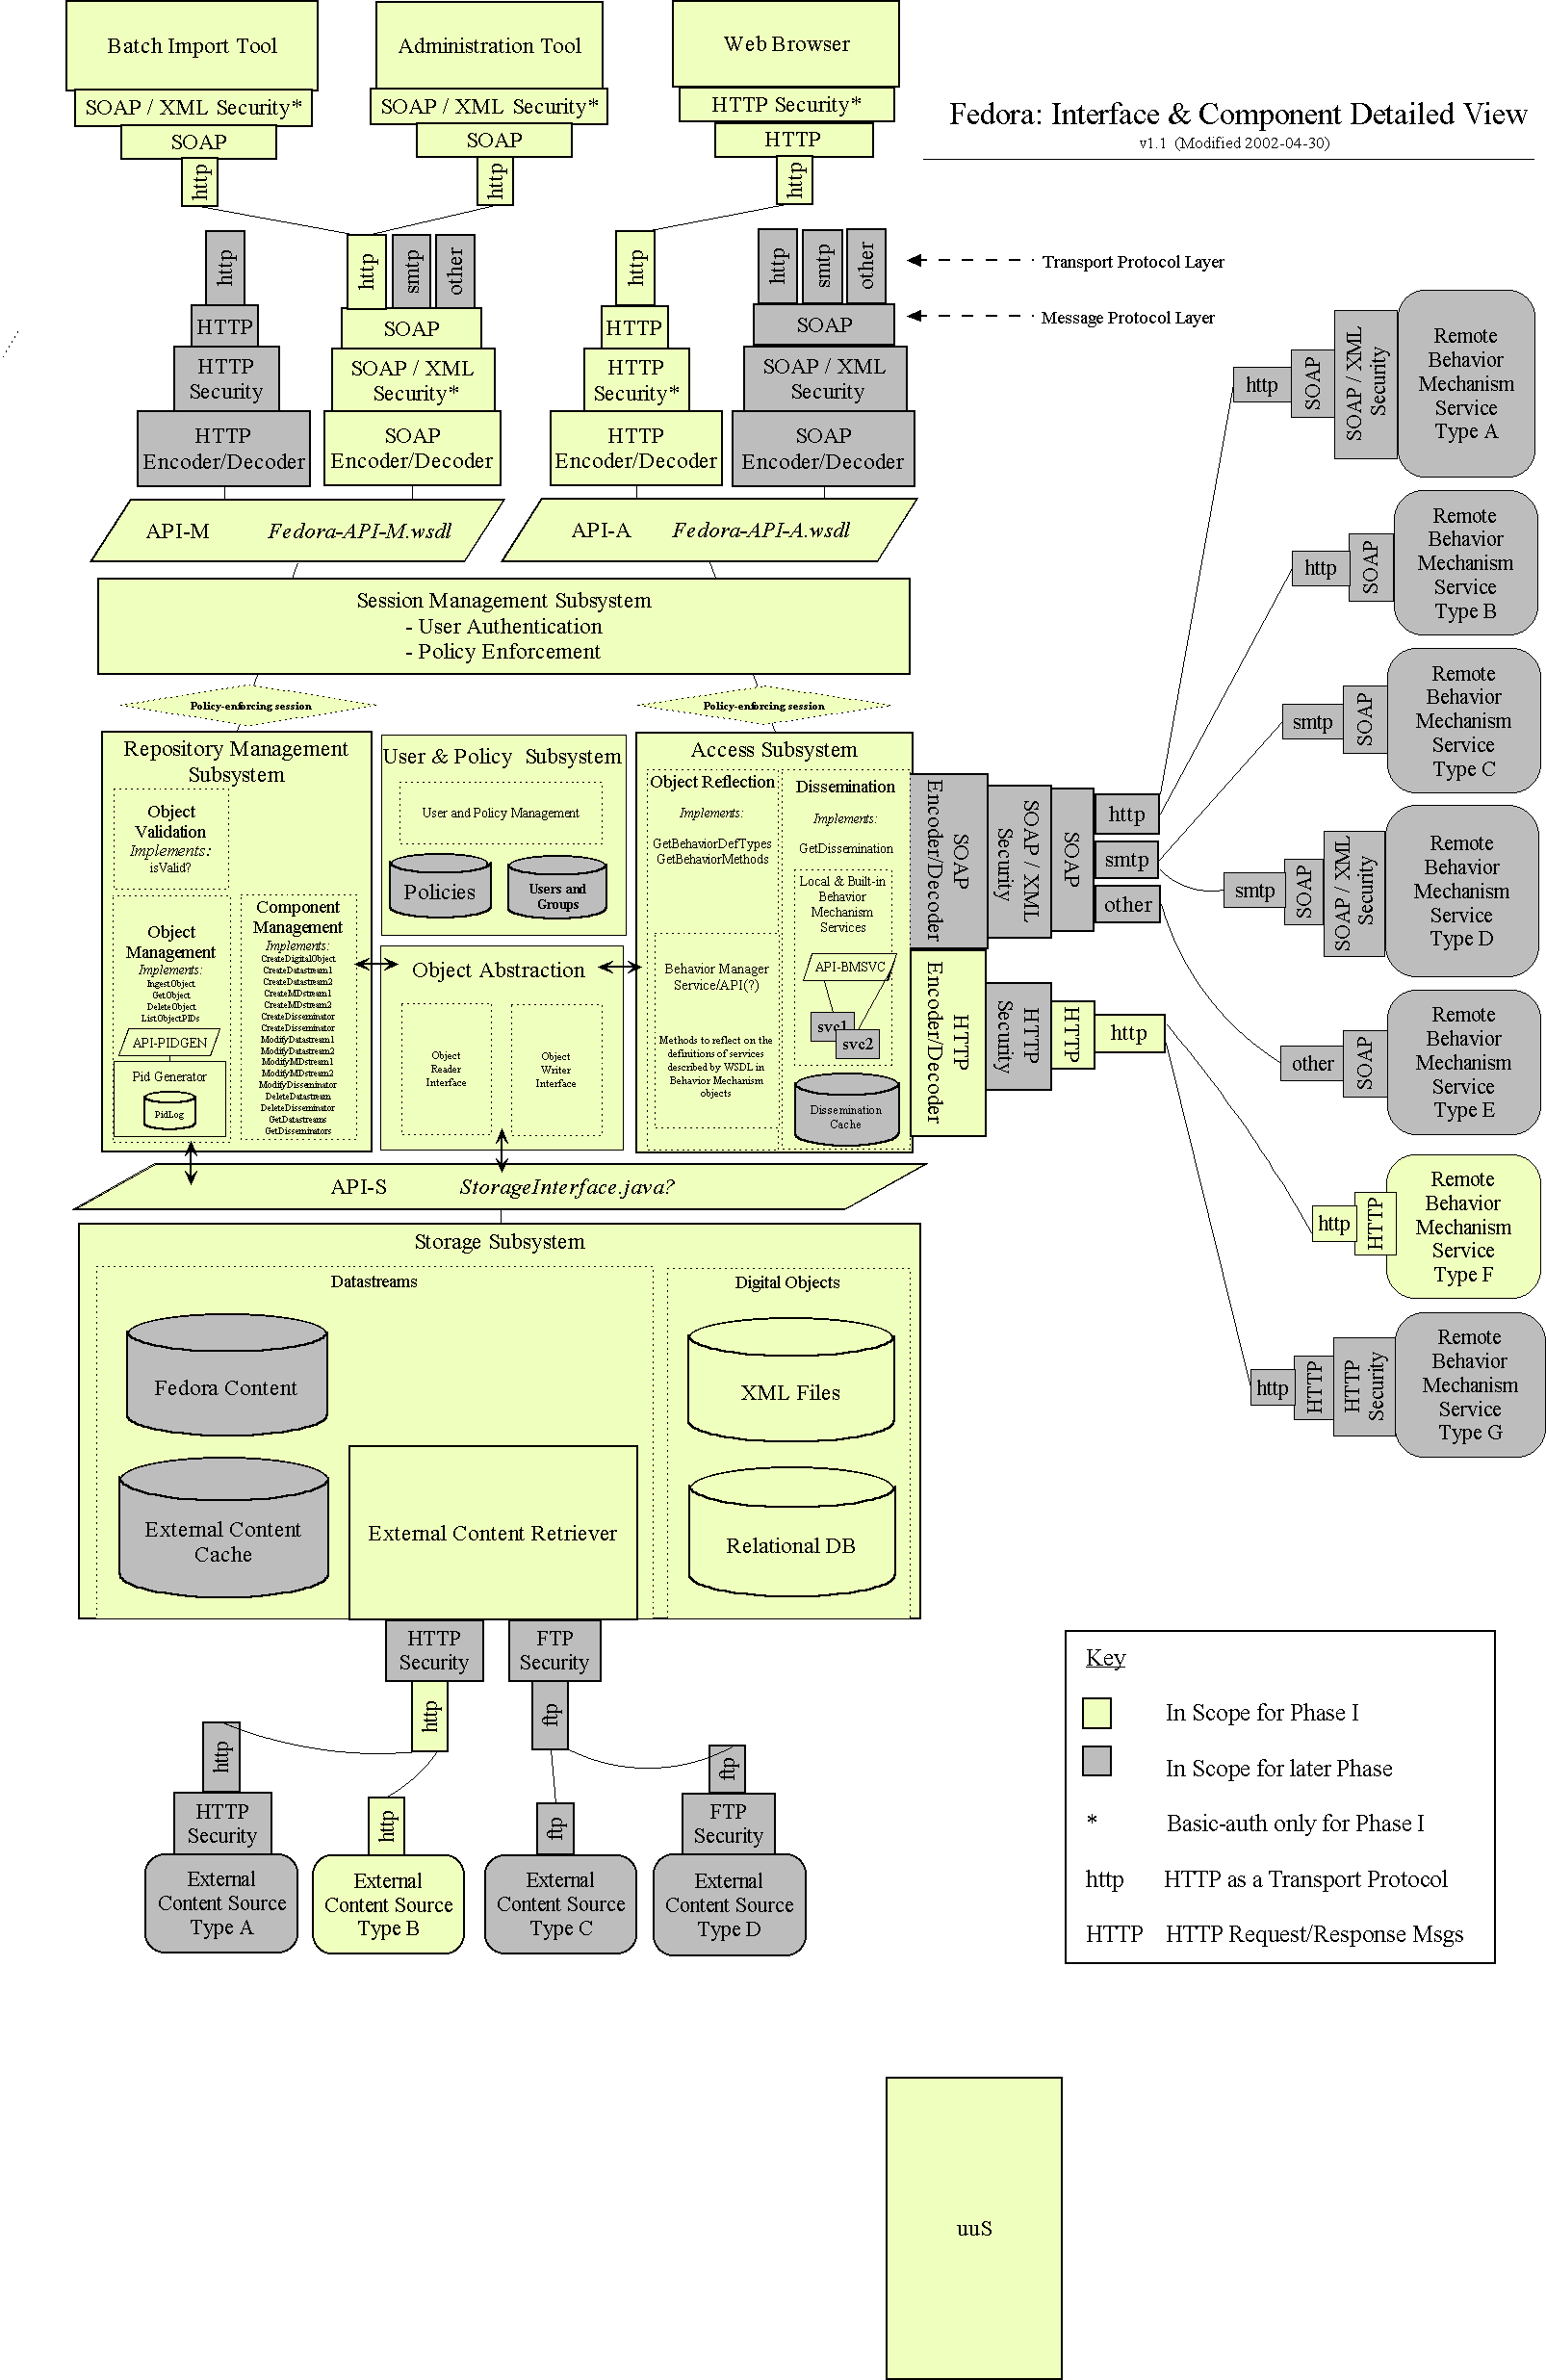 Batch Import Tool
SOAP / XML Security*
SOAP
http
Administration Tool
SOAP / XML Security*
SOAP
http
Web Browser
HTTP Security*
HTTP
http
Fedora: Interface & Component Detailed View
v1.1 (Modified 2002-04-30)
http
HTTP
HTTP
Security
HTTP
Encoder/Decoder
http
smtp
other
SOAP
SOAP / XML
Security*
SOAP
Encoder/Decoder
http
HTTP
HTTP
Security*
HTTP
Encoder/Decoder
http
smtp
other
SOAP
SOAP / XML
Security
SOAP
Encoder/Decoder
Transport Protocol Layer
Message Protocol Layer
API-M
Fedora-API-M.wsdl
API-A
Fedora-API-A.wsdl
Session Management Subsystem
- User Authentication
- Policy Enforcement
Policy-enforcing session
Policy-enforcing session
Repository Management
Subsystem
Object
Validation
Implements:
isValid?
Object
Management
Implements:
IngestObject
GetObject
DeleteObject
ListObjectPIDs
API-PIDGEN
Pid Generator
PidLog
Component
Management
Implements:
CreateDigitalObject
CreateDatastream1
CreateDatastream2
CreateMDstream1
CreateMDstream2
CreateDisseminator
CreateDisseminator
ModifyDatastream1
ModifyDatastream2
ModifyMDstream1
ModifyMDstream2
ModifyDisseminator
DeleteDatastream
DeleteDisseminator
GetDatastreams
GetDisseminators
User & Policy Subsystem
User and Policy Management
Policies
Users and
Groups
Object Abstraction
Object
Reader
Interface
Object
Writer
Interface
Access Subsystem
Object Reflection
Implements:
GetBehaviorDefTypes
GetBehaviorMethods
Behavior Manager
Service/API(?)
Methods to reflect on the
definitions of services
described by WSDL in
Behavior Mechanism
objects
Dissemination
Implements:
GetDissemination
Local & Built-in
Behavior
Mechanism
Services
API-BMSVC
svc1
svc2
Dissemination
Cache
SOAP
Encoder/Decoder
SOAP / XML
Security
SOAP
http
smtp
other
HTTP
Encoder/Decoder
HTTP
Security
HTTP
http
http
SOAP
SOAP / XML
Security
Remote
Behavior
Mechanism
Service
Type A
http
SOAP
Remote
Behavior
Mechanism
Service
Type B
smtp
SOAP
Remote
Behavior
Mechanism
Service
Type C
smtp
SOAP
SOAP / XML
Security
Remote
Behavior
Mechanism
Service
Type D
other
SOAP
Remote
Behavior
Mechanism
Service
Type E
http
HTTP
Remote
Behavior
Mechanism
Service
Type F
http
HTTP
HTTP
Security
Remote
Behavior
Mechanism
Service
Type G
API-S
StorageInterface.java?
Storage Subsystem
Datastreams
Fedora Content
External Content
Cache
External Content Retriever
Digital Objects
XML Files
Relational DB
HTTP
Security
http
FTP
Security
ftp
http
HTTP
Security
External
Content Source
Type A
http
External
Content Source
Type B
ftp
External
Content Source
Type C
ftp
FTP
Security
External
Content Source
Type D
Key
In Scope for Phase I
In Scope for later Phase
* Basic-auth only for Phase I
http HTTP as a Transport Protocol
HTTP HTTP Request/Response Msgs
uuS